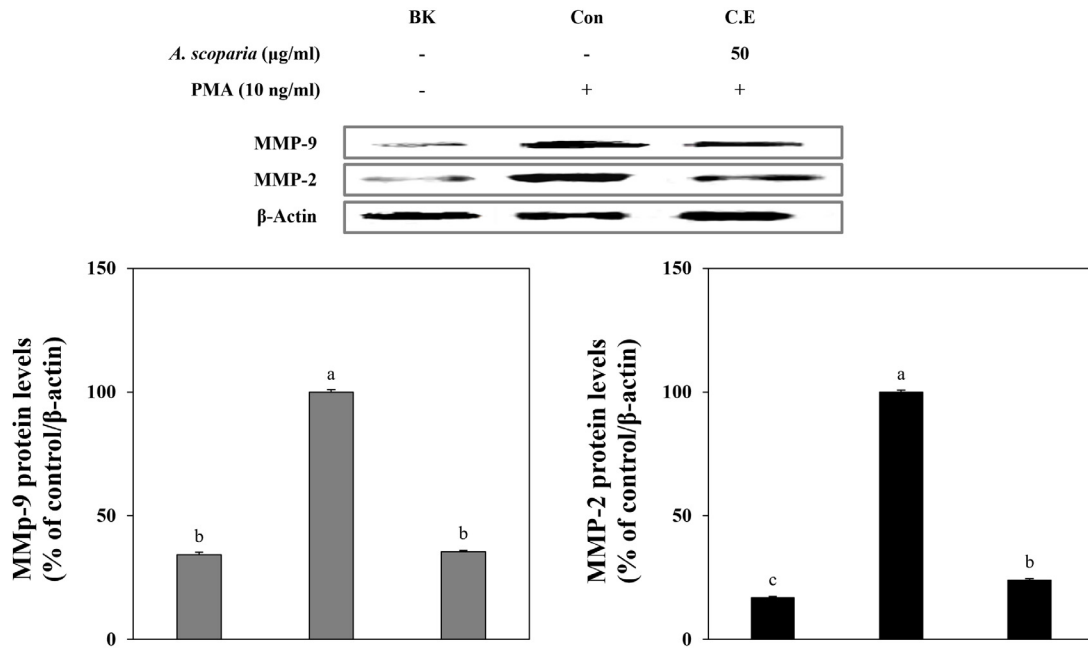 BK Con C.E
A. scoparia (μg/ml) - - 50
PMA (10 ng/ml) - + +
MMP-9
MMP-2
β-Actin
MMp-9 protein levels
(% of control/β-actin)
150
100
50
0
b
a
b
MMP-2 protein levels
(% of control/β-actin)
150
100
50
0
c
a
b